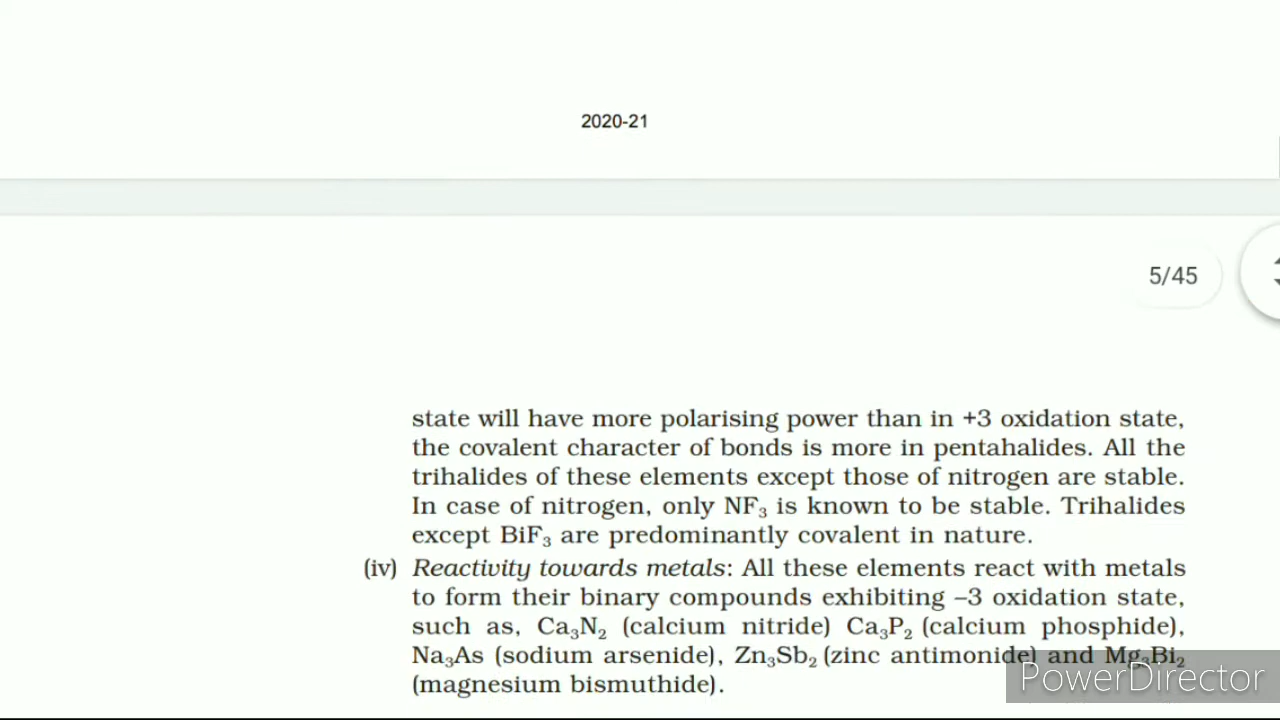 2020-21
5/45
state will have more polarising power than in +3 oxidation state,
the covalent character of bonds is more in pentahalides. All the
trihalides of these elements except those of nitrogen are stable.
In case of nitrogen, only NF₃ is known to be stable. Trihalides
except BiF₃ are predominantly covalent in nature.
(iv) Reactivity towards metals: All these elements react with metals
to form their binary compounds exhibiting –3 oxidation state,
such as, Ca₃N₂ (calcium nitride) Ca₃P₂ (calcium phosphide),
Na₃As (sodium arsenide), Zn₃Sb₂ (zinc antimonide) and Mg₃Bi₂
(magnesium bismuthide).
PowerDirector